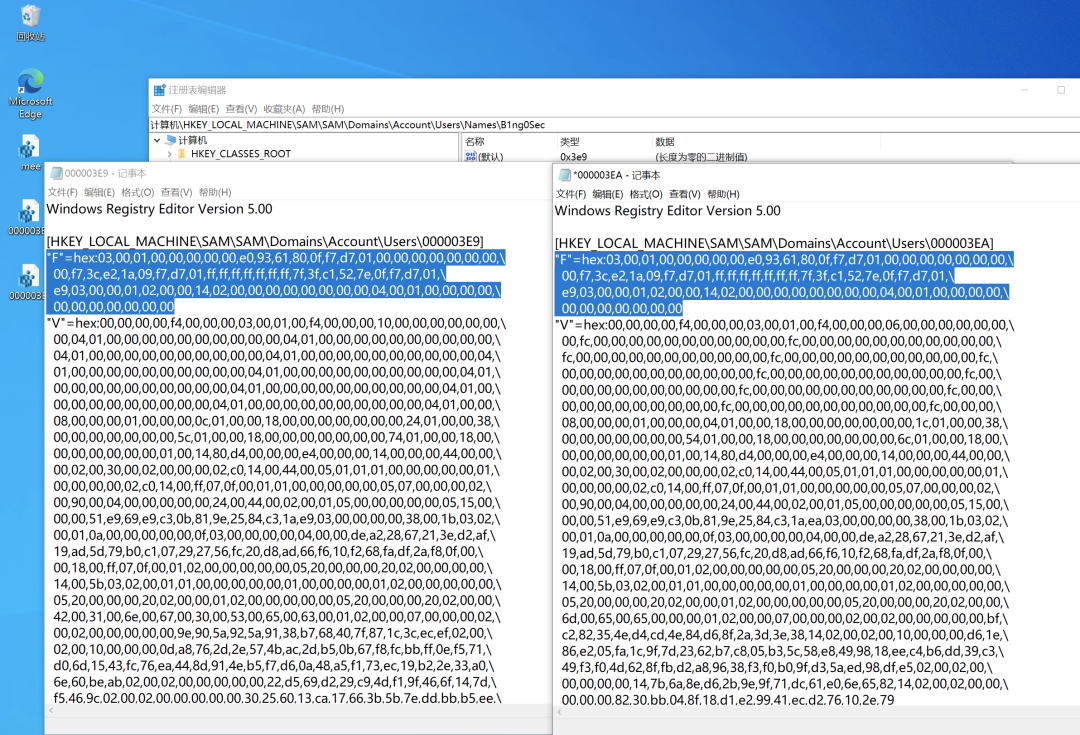 回收站
Microsoft
Edge
mee
注册表编辑器
文件(F) 编辑(E) 查看(V) 收藏夹(A) 帮助(H)
计算机\HKEY_LOCAL_MACHINE\SAM\SAM\Domains\Account\Users\Names\B1ng0Sec
计算机
HKEY_CLASSES_ROOT
名称 类型 数据
(默认) 0x3e9 (长度为零的二进制值)
000003E9 - 记事本
文件(F) 编辑(E) 格式(O) 查看(V) 帮助(H)
Windows Registry Editor Version 5.00
[HKEY_LOCAL_MACHINE\SAM\SAM\Domains\Account\Users\000003E9]
"F"=hex:03,00,01,00,00,00,00,00,e0,93,61,80,0f,f7,d7,01,00,00,00,00,00,00,00,00,\
00,f7,3c,e2,1a,09,f7,d7,01,ff,ff,ff,ff,ff,ff,ff,7f,3f,c1,52,7e,0f,f7,d7,01,\
e9,03,00,00,01,02,00,00,14,02,00,00,00,00,00,00,00,00,04,00,01,00,00,00,00,\
00,00,00,00,00,00,00
"V"=hex:00,00,00,00,f4,00,00,00,03,00,01,00,f4,00,00,00,10,00,00,00,00,00,00,00,\
00,04,01,00,00,00,00,00,00,00,00,00,00,04,01,00,00,00,00,00,00,00,00,00,00,\
04,01,00,00,00,00,00,00,00,00,00,00,04,01,00,00,00,00,00,00,00,00,00,00,04,\
01,00,00,00,00,00,00,00,00,00,00,04,01,00,00,00,00,00,00,00,00,00,00,04,01,\
00,00,00,00,00,00,00,00,00,00,04,01,00,00,00,00,00,00,00,00,00,00,04,01,00,\
00,00,00,00,00,00,00,00,00,04,01,00,00,00,00,00,00,00,00,00,00,04,01,00,00,\
08,00,00,00,01,00,00,00,0c,01,00,00,18,00,00,00,00,00,00,00,24,01,00,00,38,\
00,00,00,00,00,00,00,5c,01,00,00,18,00,00,00,00,00,00,00,74,01,00,00,18,00,\
00,00,00,00,00,00,01,00,14,80,d4,00,00,00,e4,00,00,00,14,00,00,00,44,00,00,\
00,02,00,30,00,02,00,00,00,02,c0,14,00,44,00,05,01,01,01,00,00,00,00,00,01,\
00,00,00,00,02,c0,14,00,ff,07,0f,00,01,01,00,00,00,00,00,05,07,00,00,00,02,\
00,90,00,04,00,00,00,00,00,24,00,44,00,02,00,01,05,00,00,00,00,00,05,15,00,\
00,00,51,e9,69,e9,c3,0b,81,9e,25,84,c3,1a,e9,03,00,00,00,00,38,00,1b,03,02,\
00,01,0a,00,00,00,00,00,0f,03,00,00,00,00,04,00,00,de,a2,28,67,21,3e,d2,af,\
19,ad,5d,79,b0,c1,07,29,27,56,fc,20,d8,ad,66,f6,10,f2,68,fa,df,2a,f8,0f,00,\
00,18,00,ff,07,0f,00,01,02,00,00,00,00,00,05,20,00,00,00,20,02,00,00,00,00,\
14,00,5b,03,02,00,01,01,00,00,00,00,00,01,00,00,00,00,01,02,00,00,00,00,00,\
05,20,00,00,00,20,02,00,00,01,02,00,00,00,00,00,05,20,00,00,00,20,02,00,00,\
42,00,31,00,6e,00,67,00,30,00,53,00,65,00,63,00,01,02,00,00,07,00,00,00,02,\
00,02,00,00,00,00,00,9e,90,5a,92,5a,91,38,b7,68,40,7f,87,1c,3c,ec,ef,02,00,\
02,00,10,00,00,00,0d,a8,76,2d,2e,57,4b,ac,2d,b5,0b,67,f8,fc,bb,ff,0e,f5,71,\
d0,6d,15,43,fc,76,ea,44,8d,91,4e,b5,f7,d6,0a,48,a5,f1,73,ec,19,b2,2e,33,a0,\
6e,60,be,ab,02,00,02,00,00,00,00,00,22,d5,69,d2,29,c9,4d,f1,9f,46,6f,14,7d,\
f5,46,9c,02,00,02,00,00,00,00,00,30,25,60,13,ca,17,66,3b,5b,7e,dd,bb,b5,ee,\
*000003EA - 记事本
文件(F) 编辑(E) 格式(O) 查看(V) 帮助(H)
Windows Registry Editor Version 5.00
[HKEY_LOCAL_MACHINE\SAM\SAM\Domains\Account\Users\000003EA]
"F"=hex:03,00,01,00,00,00,00,00,e0,93,61,80,0f,f7,d7,01,00,00,00,00,00,00,00,00,\
00,f7,3c,e2,1a,09,f7,d7,01,ff,ff,ff,ff,ff,ff,ff,7f,3f,c1,52,7e,0f,f7,d7,01,\
e9,03,00,00,01,02,00,00,14,02,00,00,00,00,00,00,00,00,04,00,01,00,00,00,00,\
00,00,00,00,00,00,00
"V"=hex:00,00,00,00,f4,00,00,00,03,00,01,00,f4,00,00,00,06,00,00,00,00,00,00,00,\
00,fc,00,00,00,00,00,00,00,00,00,00,00,fc,00,00,00,00,00,00,00,00,00,00,00,\
fc,00,00,00,00,00,00,00,00,00,00,00,fc,00,00,00,00,00,00,00,00,00,00,00,fc,\
00,00,00,00,00,00,00,00,00,00,00,fc,00,00,00,00,00,00,00,00,00,00,00,fc,00,\
00,00,00,00,00,00,00,00,00,00,fc,00,00,00,00,00,00,00,00,00,00,00,fc,00,00,\
00,00,00,00,00,00,00,00,00,fc,00,00,00,00,00,00,00,00,00,00,00,fc,00,00,00,\
08,00,00,00,01,00,00,00,04,01,00,00,18,00,00,00,00,00,00,00,1c,01,00,00,38,\
00,00,00,00,00,00,00,54,01,00,00,18,00,00,00,00,00,00,00,6c,01,00,00,18,00,\
00,00,00,00,00,00,01,00,14,80,d4,00,00,00,e4,00,00,00,14,00,00,00,44,00,00,\
00,02,00,30,00,02,00,00,00,02,c0,14,00,44,00,05,01,01,01,00,00,00,00,00,01,\
00,00,00,00,02,c0,14,00,ff,07,0f,00,01,01,00,00,00,00,00,05,07,00,00,00,02,\
00,90,00,04,00,00,00,00,00,24,00,44,00,02,00,01,05,00,00,00,00,00,05,15,00,\
00,00,51,e9,69,e9,c3,0b,81,9e,25,84,c3,1a,ea,03,00,00,00,00,38,00,1b,03,02,\
00,01,0a,00,00,00,00,00,0f,03,00,00,00,00,04,00,00,de,a2,28,67,21,3e,d2,af,\
19,ad,5d,79,b0,c1,07,29,27,56,fc,20,d8,ad,66,f6,10,f2,68,fa,df,2a,f8,0f,00,\
00,18,00,ff,07,0f,00,01,02,00,00,00,00,00,05,20,00,00,00,20,02,00,00,00,00,\
14,00,5b,03,02,00,01,01,00,00,00,00,00,01,00,00,00,00,01,02,00,00,00,00,00,\
05,20,00,00,00,20,02,00,00,01,02,00,00,00,00,00,05,20,00,00,00,20,02,00,00,\
6d,00,65,00,65,00,00,00,01,02,00,00,07,00,00,00,02,00,02,00,00,00,00,00,bf,\
c2,82,35,4e,d4,cd,4e,84,d6,8f,2a,3d,3e,38,14,02,00,02,00,10,00,00,00,d6,1e,\
86,e2,05,fa,1c,9f,7d,23,62,b7,c8,05,b3,5c,58,e8,49,98,18,ee,c4,b6,dd,39,c3,\
49,f3,f0,4d,62,8f,fb,d2,a8,96,38,f3,f0,b0,9f,d3,5a,ed,98,df,e5,02,00,02,00,\
00,00,00,00,14,7b,6a,8e,d6,2b,9e,9f,71,dc,61,e0,6e,65,82,14,02,00,02,00,00,\
00,00,00,82,30,bb,04,8f,18,d1,e2,99,41,ec,d2,76,10,2e,79